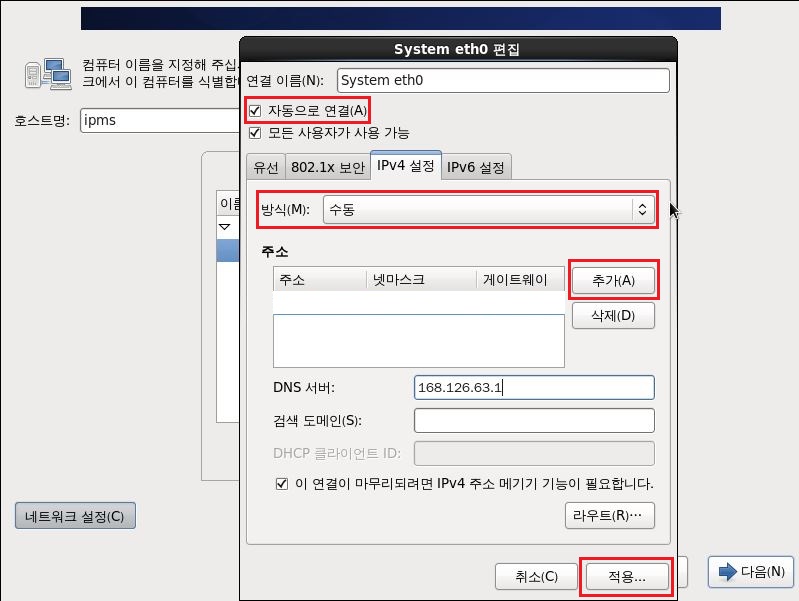 System eth0 편집
컴퓨터 이름을 지정해 주십
크에서 이 컴퓨터를 식별합
호스트명: ipms
연결 이름(N): System eth0
자동으로 연결(A)
모든 사용자가 사용 가능
유선 802.1x 보안 IPv4 설정 IPv6 설정
이름
방식(M): 수동
주소
주소 넷마스크 게이트웨이
추가(A)
삭제(D)
DNS 서버: 168.126.63.1
검색 도메인(S):
DHCP 클라이언트 ID:
이 연결이 마무리되려면 IPv4 주소 메기기 기능이 필요합니다.
라우트(R)...
네트워크 설정(C)
취소(C) 적용... 다음(N)